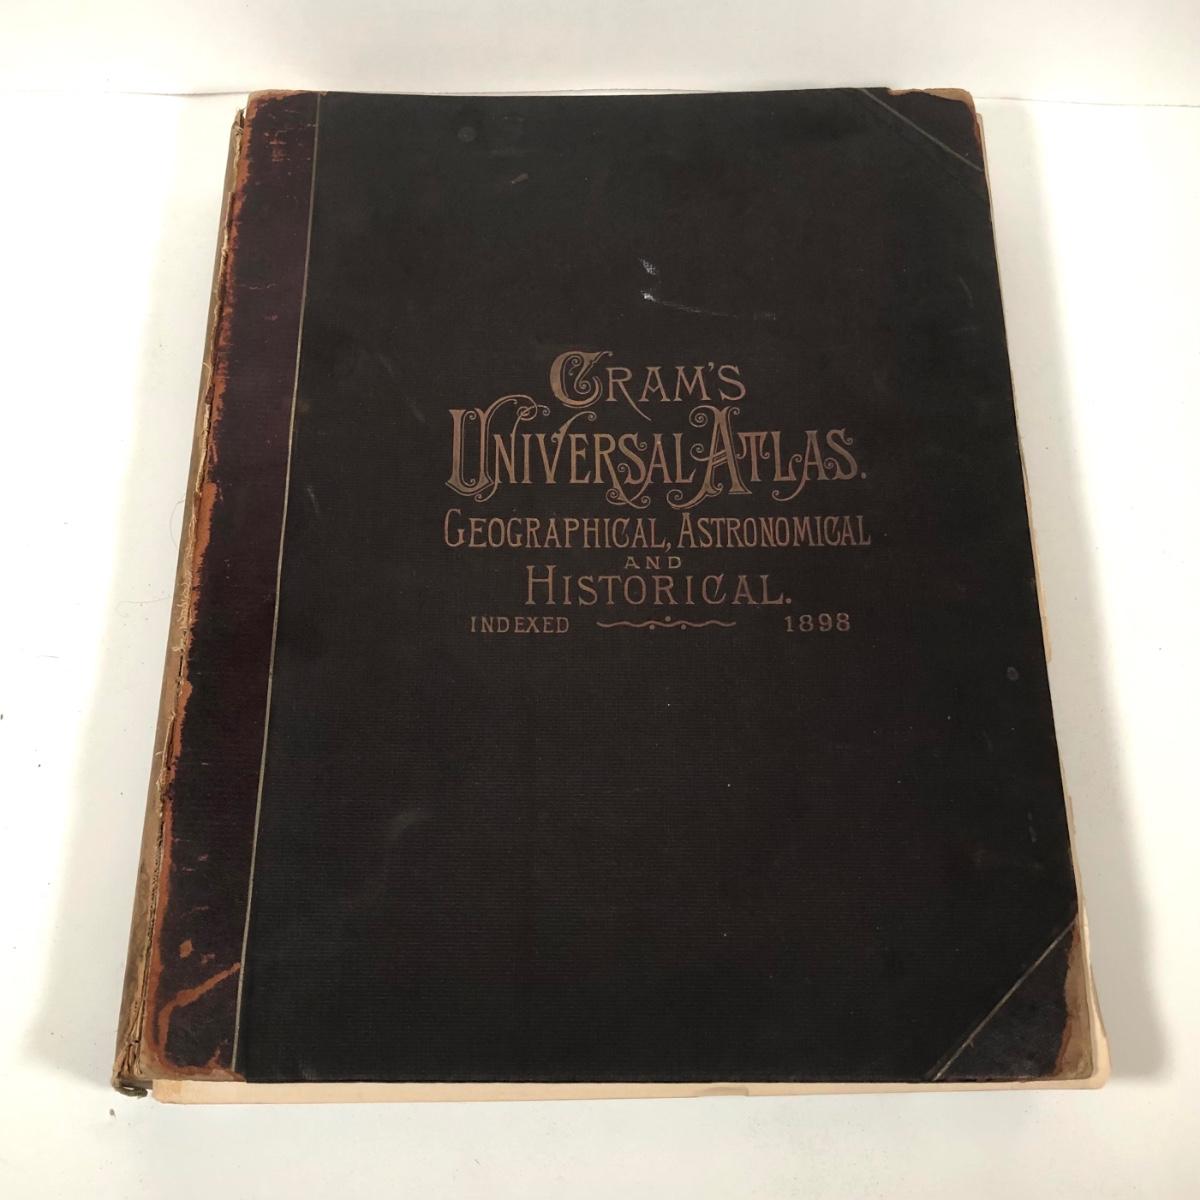 CRAM'S
UNIVERSAL ATLAS.
GEOGRAPHICAL, ASTRONOMICAL
AND
HISTORICAL.
INDEXED 1898